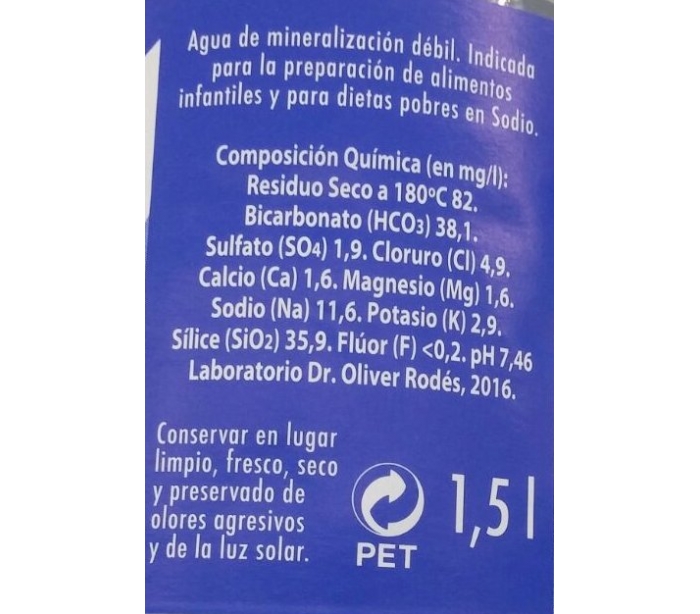 Agua de mineralización débil. Indicada
para la preparación de alimentos
infantiles y para dietas pobres en Sodio.
Composición Química (en mg/l):
Residuo Seco a 180ºC 82.
Bicarbonato (HCO3) 38,1.
Sulfato (SO4) 1,9. Cloruro (Cl) 4,9.
Calcio (Ca) 1,6. Magnesio (Mg) 1,6.
Sodio (Na) 11,6. Potasio (K) 2,9.
Sílice (SiO2) 35,9. Flúor (F) <0,2. pH 7,46
Laboratorio Dr. Oliver Rodés, 2016.
Conservar en lugar
limpio, fresco, seco
y preservado de
olores agresivos
y de la luz solar.
PET
1,5 l